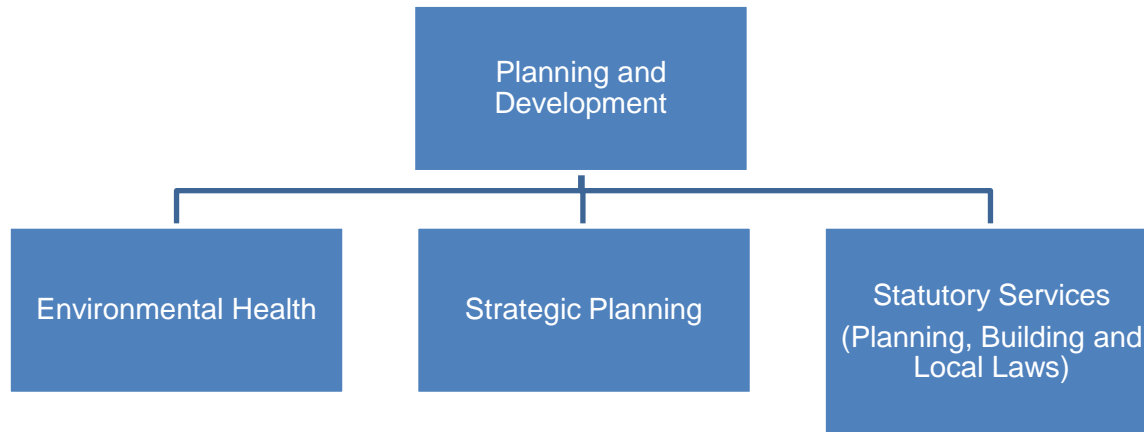 Planning and
Development
Environmental Health
Strategic Planning
Statutory Services
(Planning, Building and
Local Laws)